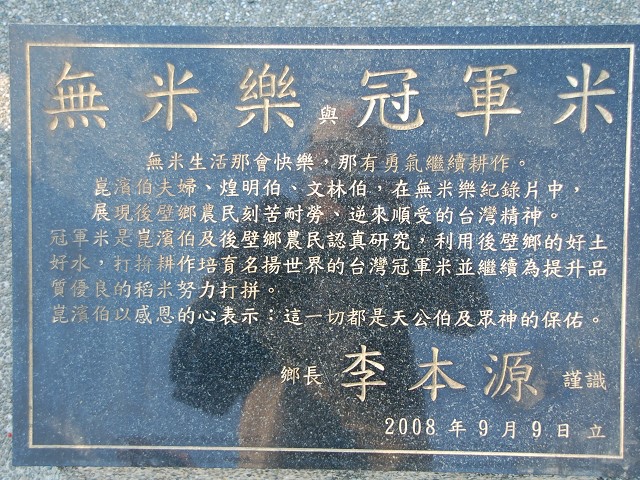 無米樂與冠軍米
無米生活那會快樂，那有勇氣繼續耕作。
崑濱伯夫婦、煌明伯、文林伯，在無米樂紀錄片中，
展現後壁鄉農民刻苦耐勞、逆來順受的台灣精神。
冠軍米是崑濱伯及後壁鄉農民認真研究，利用後壁鄉的好土
好水，打拚耕作培育名揚世界的台灣冠軍米並繼續為提升品
質優良的稻米努力打拼。
崑濱伯以感恩的心表示：這一切都是天公伯及眾神的保佑。
鄉長 李本源 謹識
2008 年 9 月 9 日 立